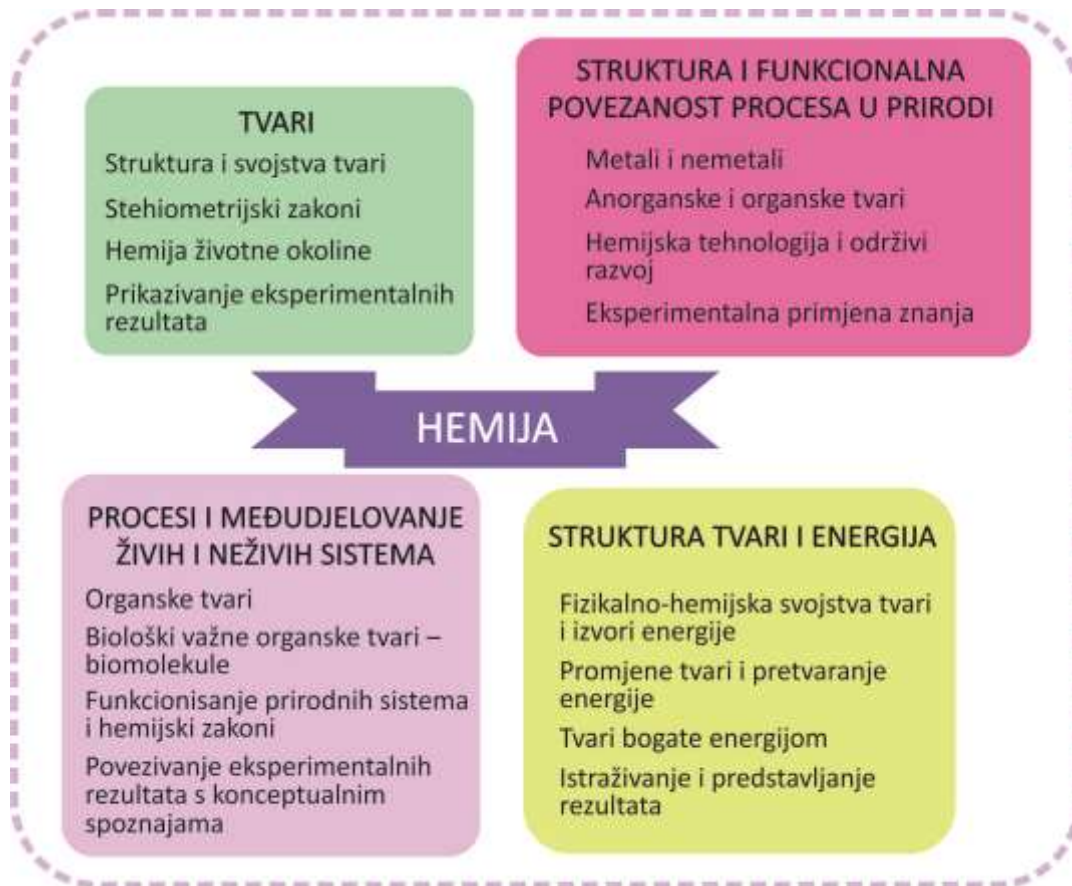 TVARI
Struktura i svojstva tvari
Stehiometrijski zakoni
Hemija životne okoline
Prikazivanje eksperimentalnih
rezultata
STRUKTURA I FUNKCIONALNA
POVEZANOST PROCESA U PRIRODI
Metali i nemetali
Anorganske i organske tvari
Hemijska tehnologija i održivi
razvoj
Eksperimentalna primjena znanja
HEMIJA
PROCESI I MEĐUDJELOVANJE
ŽIVIH I NEŽIVIH SISTEMA
Organske tvari
Biološki važne organske tvari –
biomolekule
Funkcionisanje prirodnih sistema
i hemijski zakoni
Povezivanje eksperimentalnih
rezultata s konceptualnim
spoznajama
STRUKTURA TVARI I ENERGIJA
Fizikalno-hemijska svojstva tvari
i izvori energije
Promjene tvari i pretvaranje
energije
Tvari bogate energijom
Istraživanje i predstavljanje
rezultata